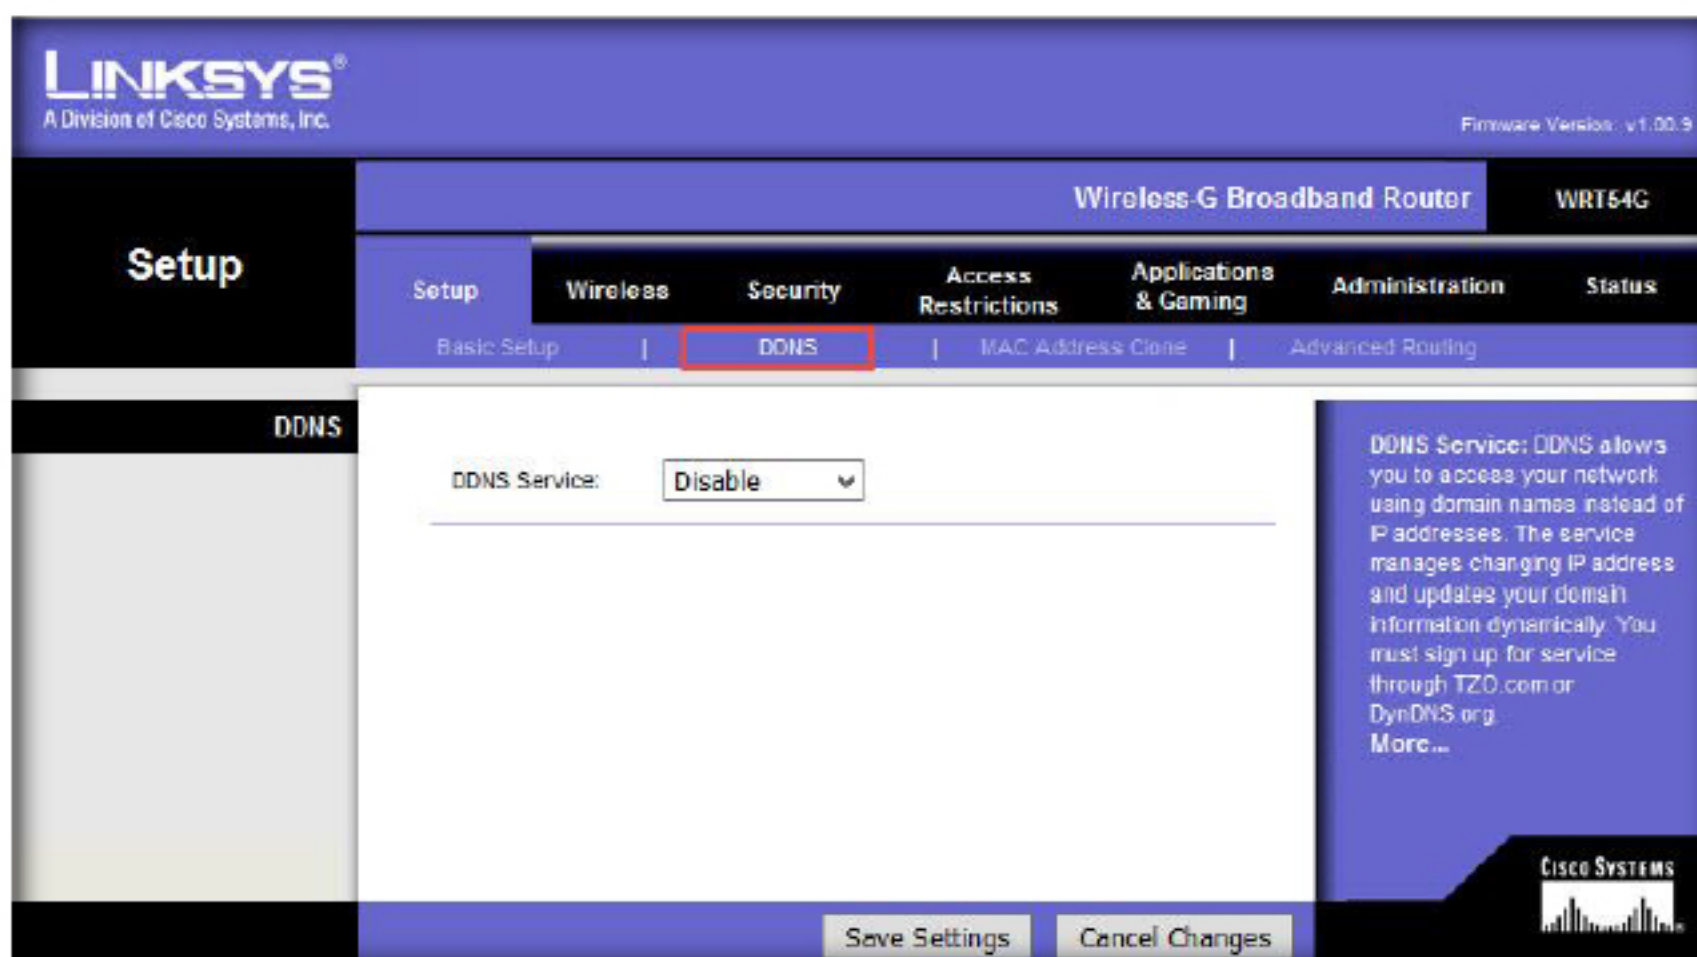 LINKSYS®
A Division of Cisco Systems, Inc.
Firmware Version: v1.00.9
Wireless-G Broadband Router
WRT54G
Setup
Setup
Wireless
Security
Access
Restrictions
Applications
& Gaming
Administration
Status
Basic Setup | DDNS | MAC Address Clone | Advanced Routing
DDNS
DDNS Service: Disable
DDNS Service: DDNS allows
you to access your network
using domain names instead of
IP addresses. The service
manages changing IP address
and updates your domain
information dynamically. You
must sign up for service
through TZO.com or
DynDNS.org.
More...
CISCO SYSTEMS
Save Settings
Cancel Changes